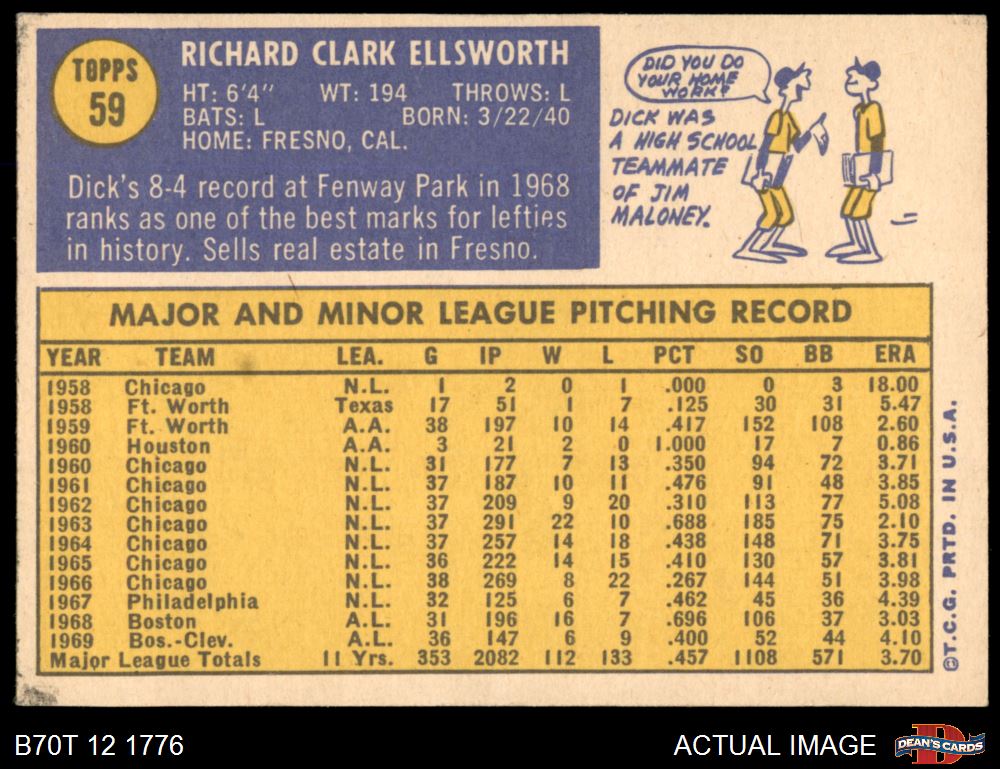 TOPPS
59
RICHARD CLARK ELLSWORTH
HT: 6'4" WT: 194 THROWS: L
BATS: L BORN: 3/22/40
HOME: FRESNO, CAL.
Dick's 8-4 record at Fenway Park in 1968
ranks as one of the best marks for lefties
in history. Sells real estate in Fresno.
DID YOU DO
YOUR HOME
WORK?
DICK WAS
A HIGH SCHOOL
TEAMMATE
OF JIM
MALONEY.
MAJOR AND MINOR LEAGUE PITCHING RECORD
YEAR TEAM LEA. G IP W L PCT SO BB ERA
1958 Chicago N.L. 1 2 0 1 .000 0 3 18.00
1958 Ft. Worth Texas 17 51 1 7 .125 30 31 5.47
1959 Ft. Worth A.A. 38 197 10 14 .417 152 108 2.60
1960 Houston A.A. 3 21 2 0 1.000 17 7 0.86
1960 Chicago N.L. 31 177 7 13 .350 94 72 3.71
1961 Chicago N.L. 37 187 10 11 .476 91 48 3.85
1962 Chicago N.L. 37 209 9 20 .310 113 77 5.08
1963 Chicago N.L. 37 291 22 10 .688 185 75 2.10
1964 Chicago N.L. 37 257 14 18 .438 148 71 3.75
1965 Chicago N.L. 36 222 14 15 .410 130 57 3.81
1966 Chicago N.L. 38 269 8 22 .267 144 51 3.98
1967 Philadelphia N.L. 32 125 6 7 .462 45 36 4.39
1968 Boston A.L. 31 196 16 7 .696 106 37 3.03
1969 Bos.-Clev. A.L. 36 147 6 9 .400 52 44 4.10
Major League Totals 11 Yrs. 353 2082 112 133 .457 1108 571 3.70
©T.C.G. PRTD. IN U.S.A.
B70T 12 1776
ACTUAL IMAGE
D
DEAN'S CARDS